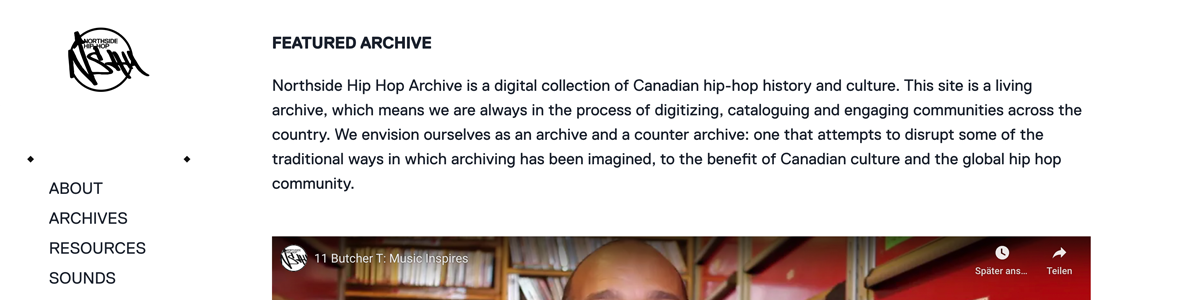 NORTHSIDE
HIP-HOP
NSHH
FEATURED ARCHIVE
Northside Hip Hop Archive is a digital collection of Canadian hip-hop history and culture. This site is a living
archive, which means we are always in the process of digitizing, cataloguing and engaging communities across the
country. We envision ourselves as an archive and a counter archive: one that attempts to disrupt some of the
traditional ways in which archiving has been imagined, to the benefit of Canadian culture and the global hip hop
community.
ABOUT
ARCHIVES
RESOURCES
SOUNDS
11 Butcher T: Music Inspires
Später ans...
Teilen